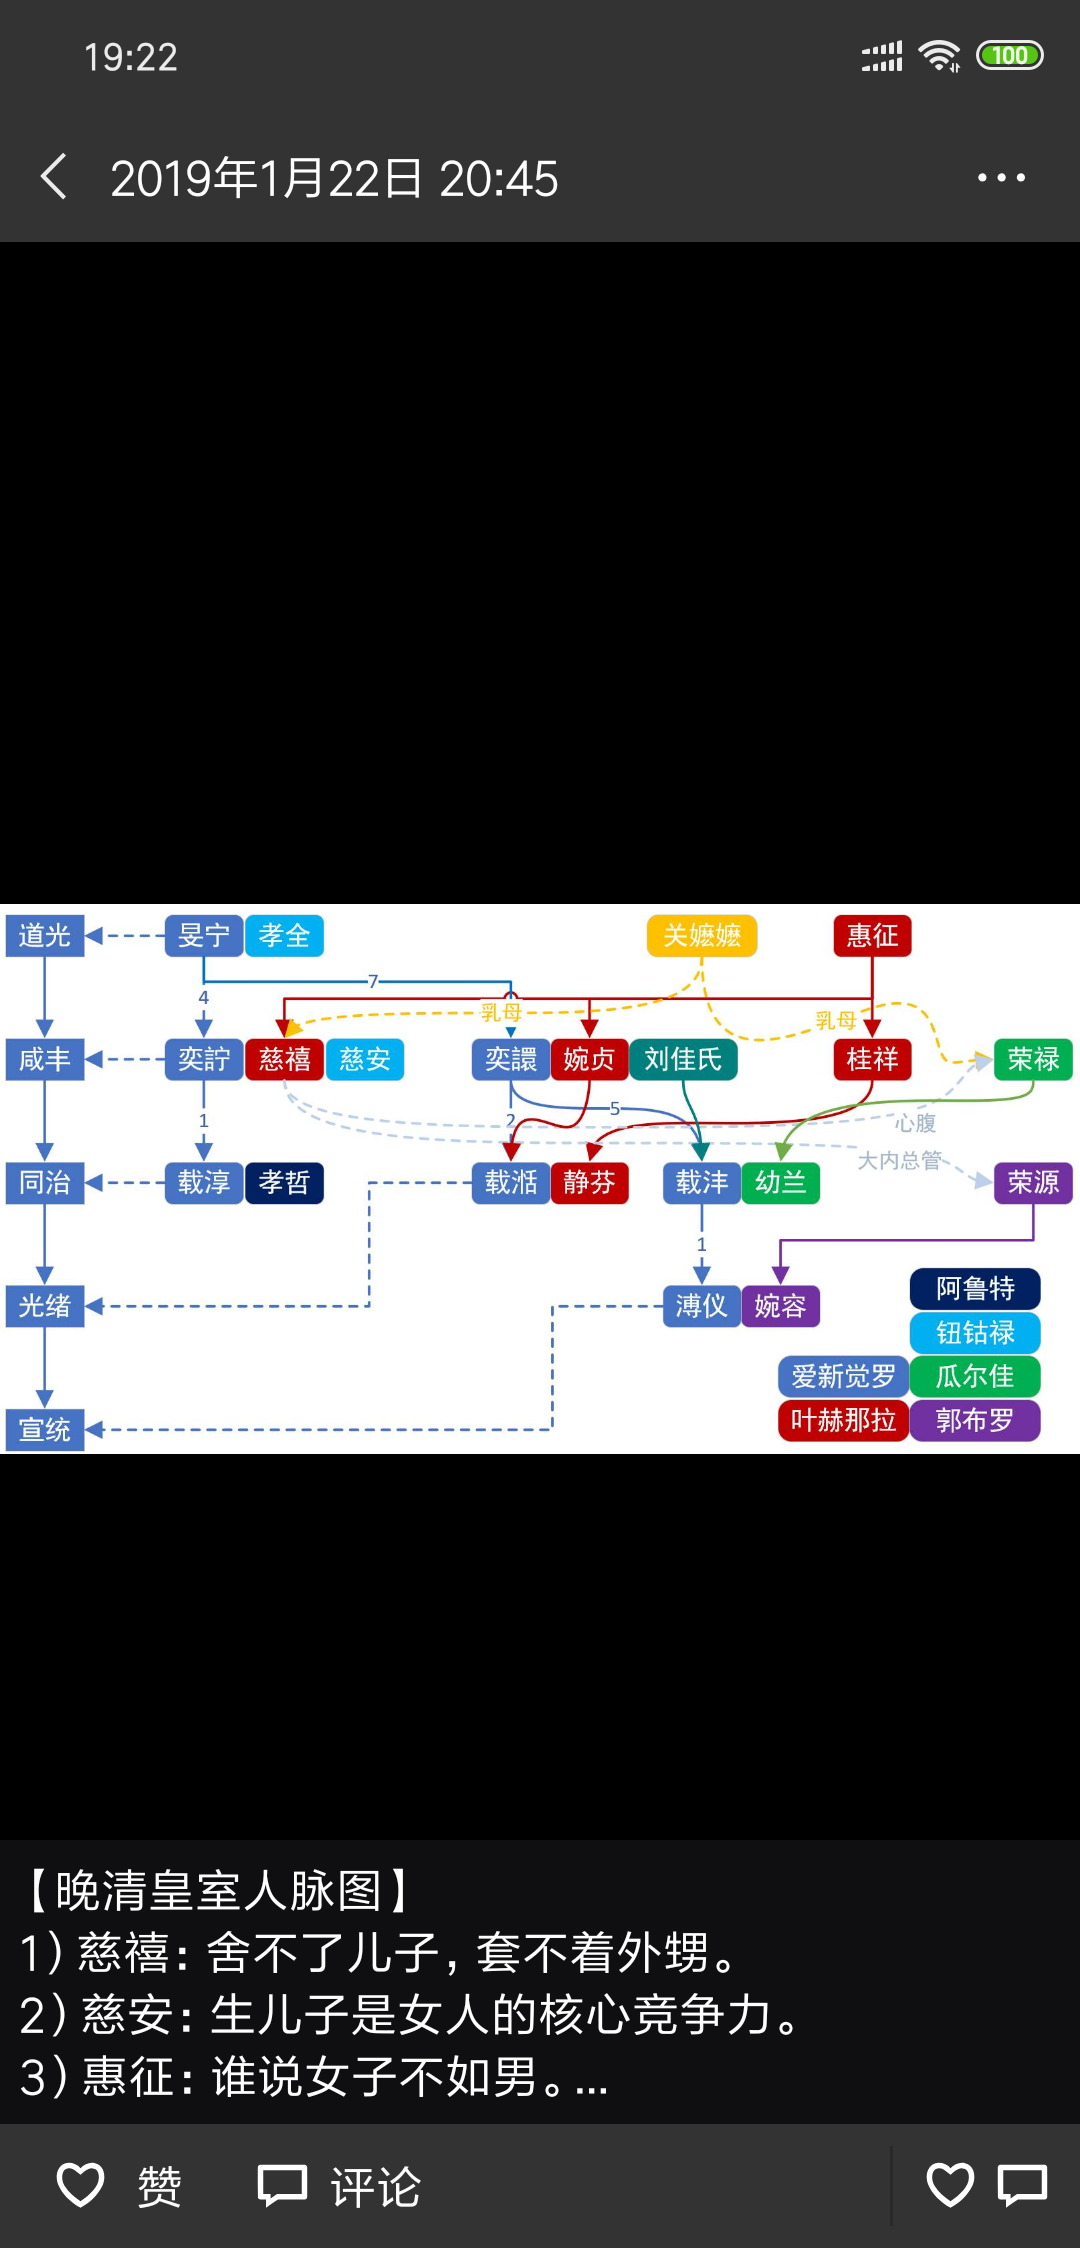 19:22
100
2019年1月22日 20:45
道光 旻宁 孝全 关嬷嬷 惠征
7
4
乳母 乳母
咸丰 奕詝 慈禧 慈安 奕譞 婉贞 刘佳氏 桂祥 荣禄
5
1 2 心腹
大内总管
同治 载淳 孝哲 载湉 静芬 载沣 幼兰 荣源
1
阿鲁特
光绪 溥仪 婉容
钮钴禄
爱新觉罗 瓜尔佳
叶赫那拉 郭布罗
宣统
【晚清皇室人脉图】
1)慈禧:舍不了儿子,套不着外甥。
2)慈安:生儿子是女人的核心竞争力。
3)惠征:谁说女子不如男。...
赞 评论